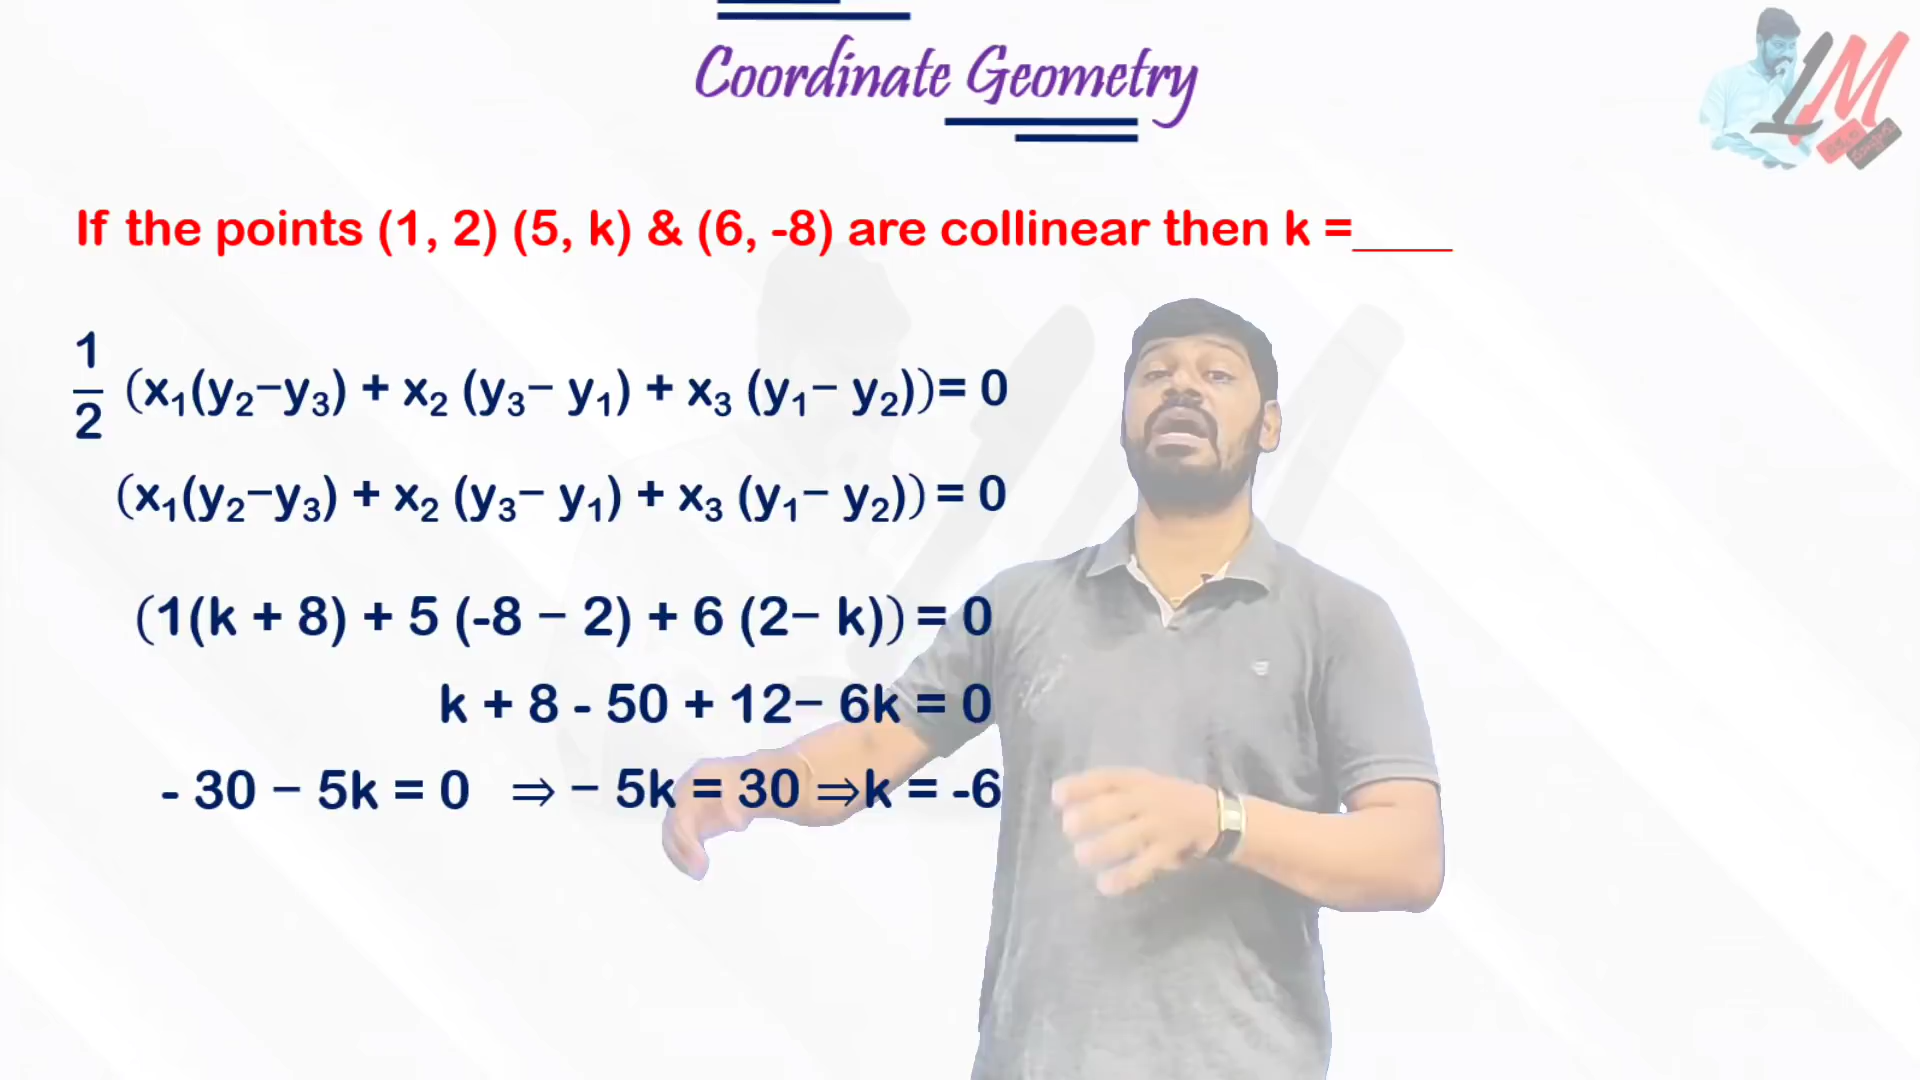 Coordinate Geometry
LM
If the points (1, 2) (5, k) & (6, -8) are collinear then k =____
1/2 (x₁(y₂−y₃) + x₂ (y₃− y₁) + x₃ (y₁− y₂))= 0
(x₁(y₂−y₃) + x₂ (y₃− y₁) + x₃ (y₁− y₂)) = 0
(1(k + 8) + 5 (-8 − 2) + 6 (2− k)) = 0
k + 8 - 50 + 12− 6k = 0
- 30 − 5k = 0 ⇒ − 5k = 30 ⇒k = -6